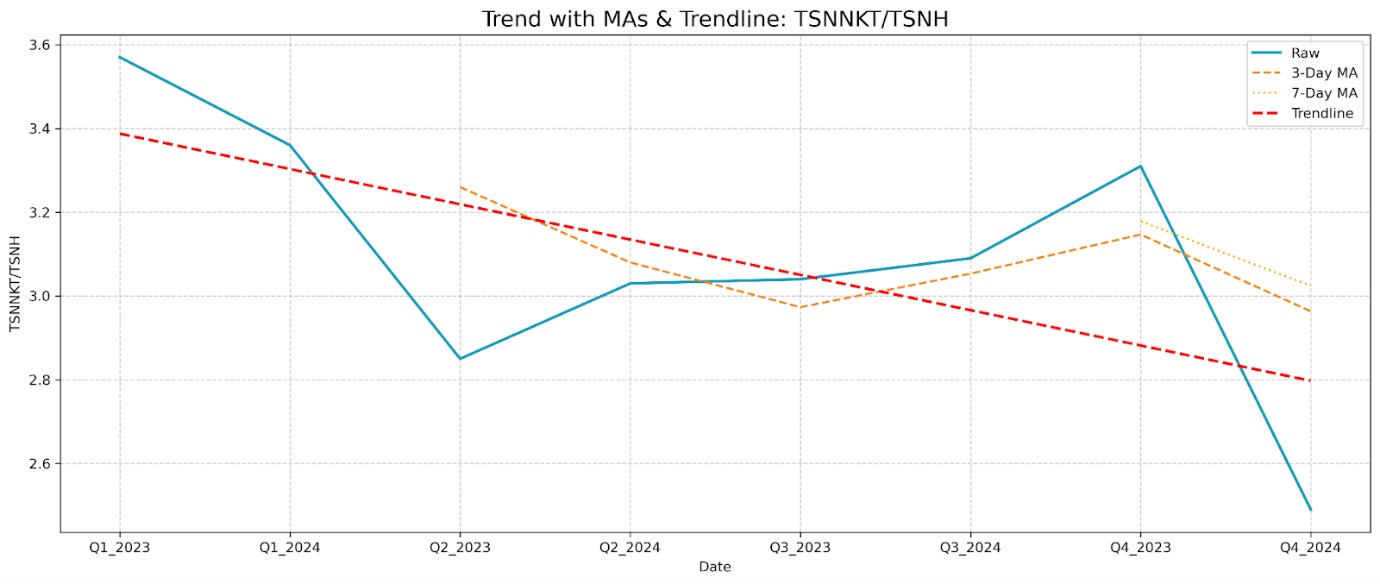 Trend with MAs & Trendline: TSNNKT/TSNH
Raw
3-Day MA
7-Day MA
Trendline
TSNNKT/TSNH
3.6
3.4
3.2
3.0
2.8
2.6
Q1_2023 Q1_2024 Q2_2023 Q2_2024 Q3_2023 Q3_2024 Q4_2023 Q4_2024
Date